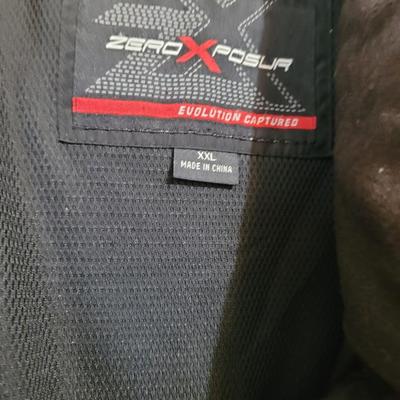 ZEROXPOSUR
EVOLUTION CAPTURED
XXL
MADE IN CHINA